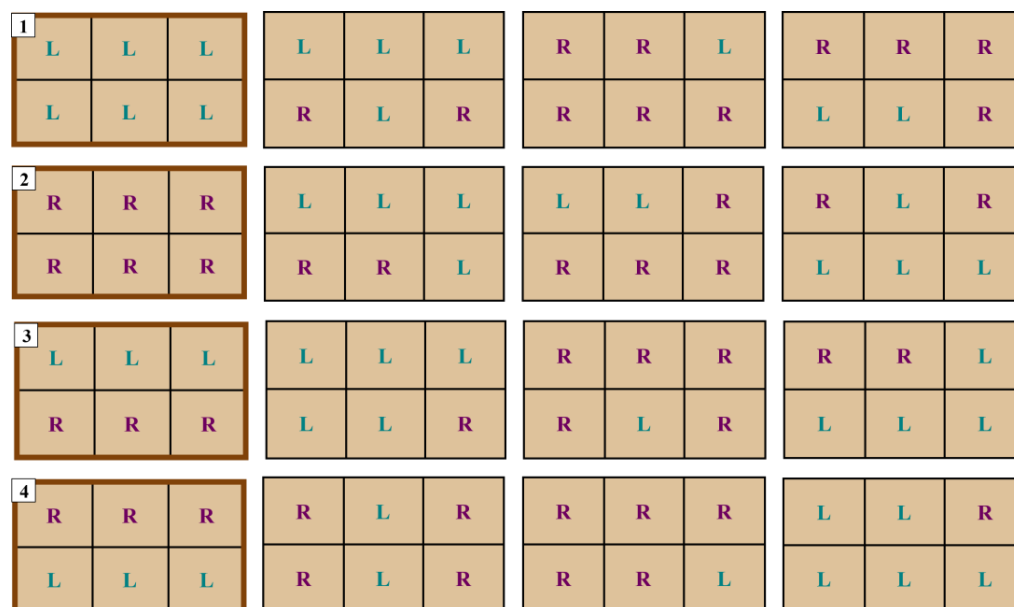 1
L L L L L L R R L R R R
L L L R L R R R R L L R
2
R R R L L L L L R R L R
R R R R R L R R R L L L
3
L L L L L L R R R R R L
R R R L L R R L R L L L
4
R R R R L R R R R L L R
L L L R L R R R L L L L